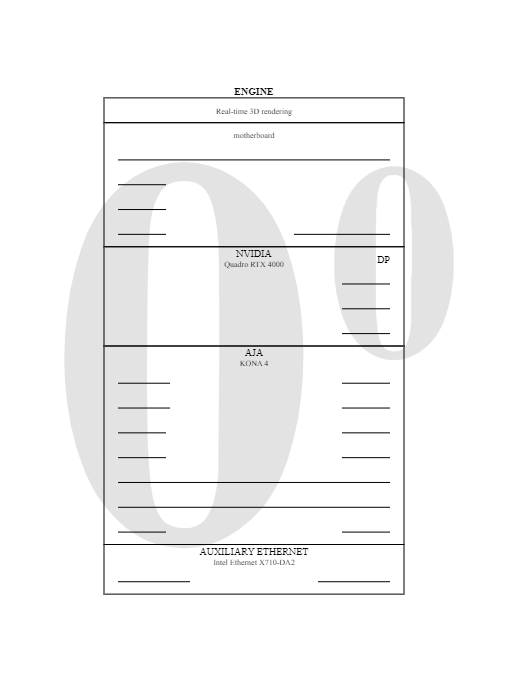 ENGINE
Real-time 3D rendering
motherboard
NVIDIA
Quadro RTX 4000
DP
AJA
KONA 4
AUXILIARY ETHERNET
Intel Ethernet X710-DA2